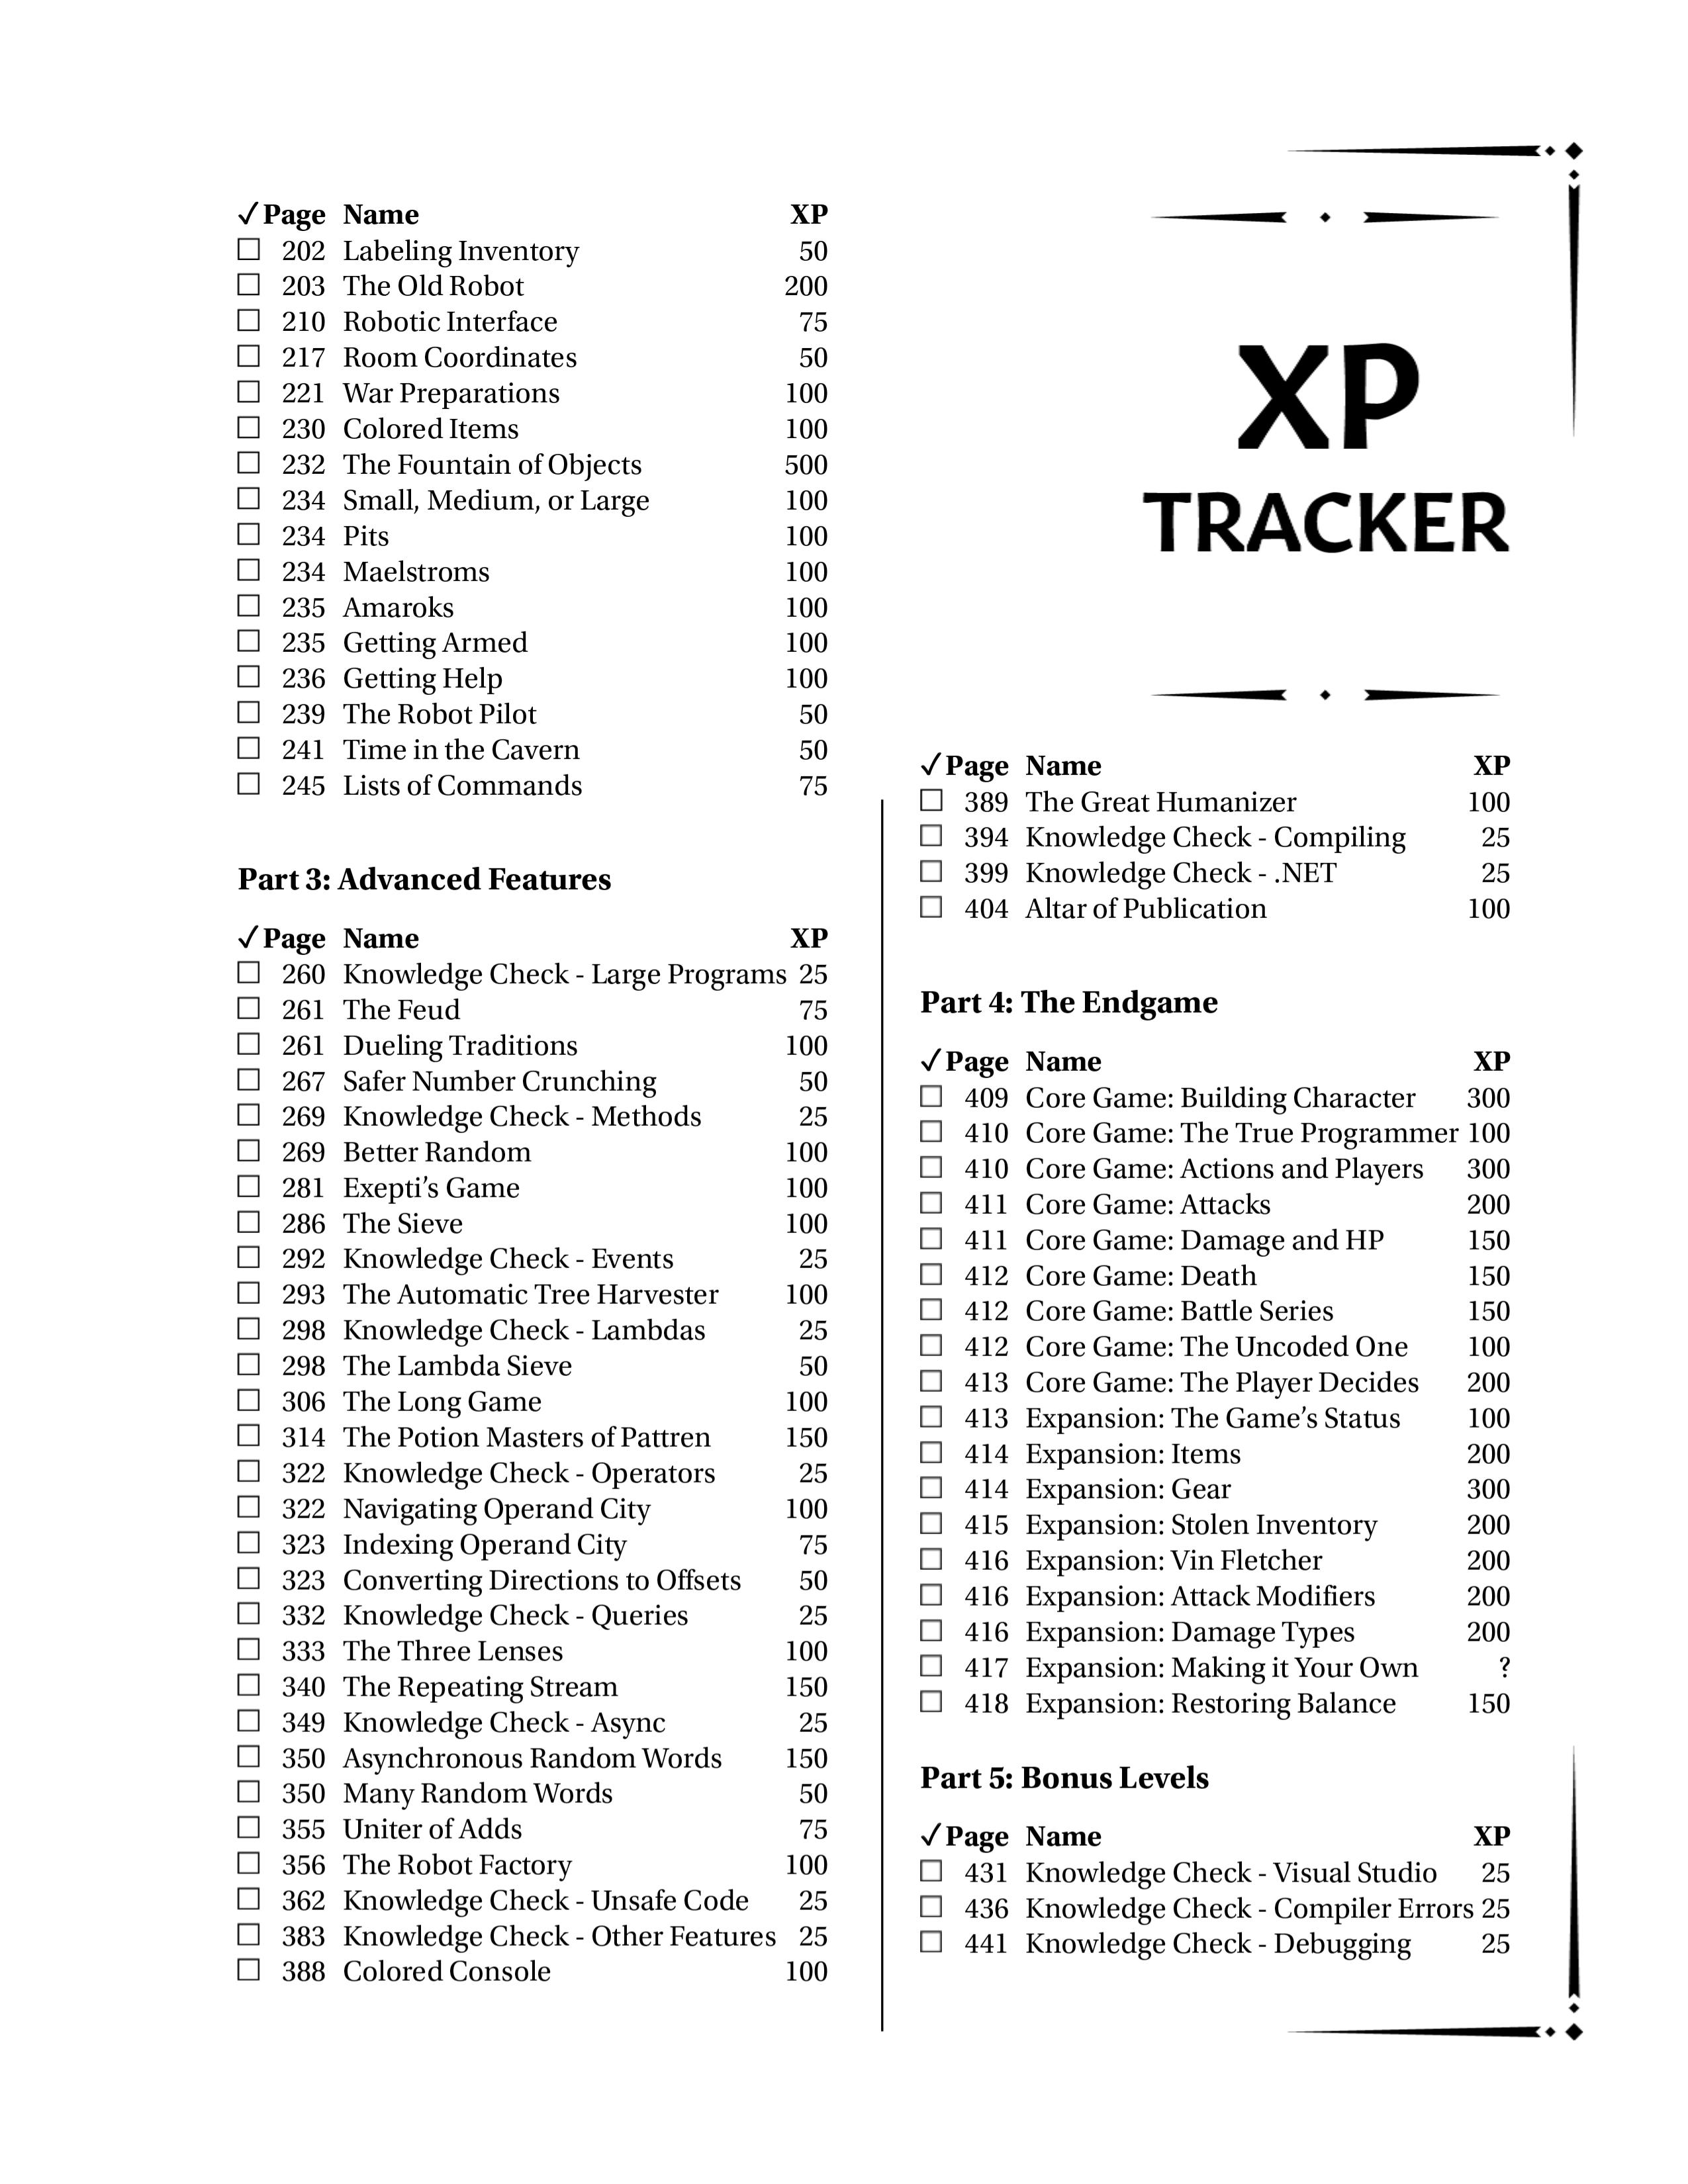 ✓ Page Name XP
☐ 202 Labeling Inventory 50
☐ 203 The Old Robot 200
☐ 210 Robotic Interface 75
☐ 217 Room Coordinates 50
☐ 221 War Preparations 100
☐ 230 Colored Items 100
☐ 232 The Fountain of Objects 500
☐ 234 Small, Medium, or Large 100
☐ 234 Pits 100
☐ 234 Maelstroms 100
☐ 235 Amaroks 100
☐ 235 Getting Armed 100
☐ 236 Getting Help 100
☐ 239 The Robot Pilot 50
☐ 241 Time in the Cavern 50
☐ 245 Lists of Commands 75
Part 3: Advanced Features
✓ Page Name XP
☐ 260 Knowledge Check - Large Programs 25
☐ 261 The Feud 75
☐ 261 Dueling Traditions 100
☐ 267 Safer Number Crunching 50
☐ 269 Knowledge Check - Methods 25
☐ 269 Better Random 100
☐ 281 Exepti’s Game 100
☐ 286 The Sieve 100
☐ 292 Knowledge Check - Events 25
☐ 293 The Automatic Tree Harvester 100
☐ 298 Knowledge Check - Lambdas 25
☐ 298 The Lambda Sieve 50
☐ 306 The Long Game 100
☐ 314 The Potion Masters of Pattren 150
☐ 322 Knowledge Check - Operators 25
☐ 322 Navigating Operand City 100
☐ 323 Indexing Operand City 75
☐ 323 Converting Directions to Offsets 50
☐ 332 Knowledge Check - Queries 25
☐ 333 The Three Lenses 100
☐ 340 The Repeating Stream 150
☐ 349 Knowledge Check - Async 25
☐ 350 Asynchronous Random Words 150
☐ 350 Many Random Words 50
☐ 355 Uniter of Adds 75
☐ 356 The Robot Factory 100
☐ 362 Knowledge Check - Unsafe Code 25
☐ 383 Knowledge Check - Other Features 25
☐ 388 Colored Console 100
XP
TRACKER
✓ Page Name XP
☐ 389 The Great Humanizer 100
☐ 394 Knowledge Check - Compiling 25
☐ 399 Knowledge Check - .NET 25
☐ 404 Altar of Publication 100
Part 4: The Endgame
✓ Page Name XP
☐ 409 Core Game: Building Character 300
☐ 410 Core Game: The True Programmer 100
☐ 410 Core Game: Actions and Players 300
☐ 411 Core Game: Attacks 200
☐ 411 Core Game: Damage and HP 150
☐ 412 Core Game: Death 150
☐ 412 Core Game: Battle Series 150
☐ 412 Core Game: The Uncoded One 100
☐ 413 Core Game: The Player Decides 200
☐ 413 Expansion: The Game’s Status 100
☐ 414 Expansion: Items 200
☐ 414 Expansion: Gear 300
☐ 415 Expansion: Stolen Inventory 200
☐ 416 Expansion: Vin Fletcher 200
☐ 416 Expansion: Attack Modifiers 200
☐ 416 Expansion: Damage Types 200
☐ 417 Expansion: Making it Your Own ?
☐ 418 Expansion: Restoring Balance 150
Part 5: Bonus Levels
✓ Page Name XP
☐ 431 Knowledge Check - Visual Studio 25
☐ 436 Knowledge Check - Compiler Errors 25
☐ 441 Knowledge Check - Debugging 25